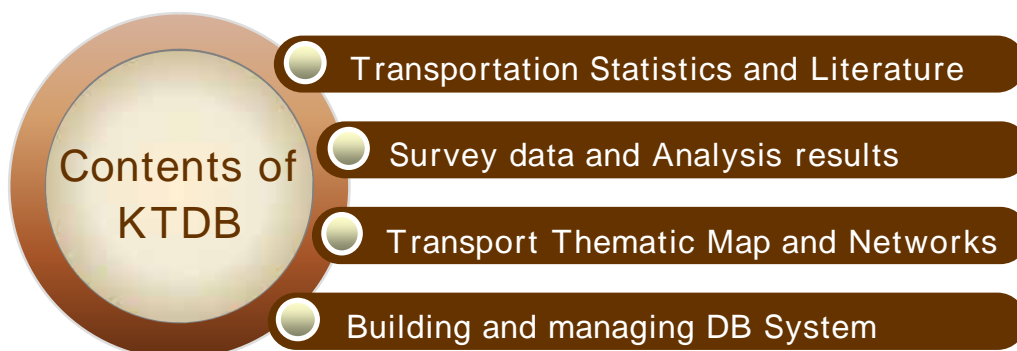 Contents of
KTDB
Transportation Statistics and Literature
Survey data and Analysis results
Transport Thematic Map and Networks
Building and managing DB System